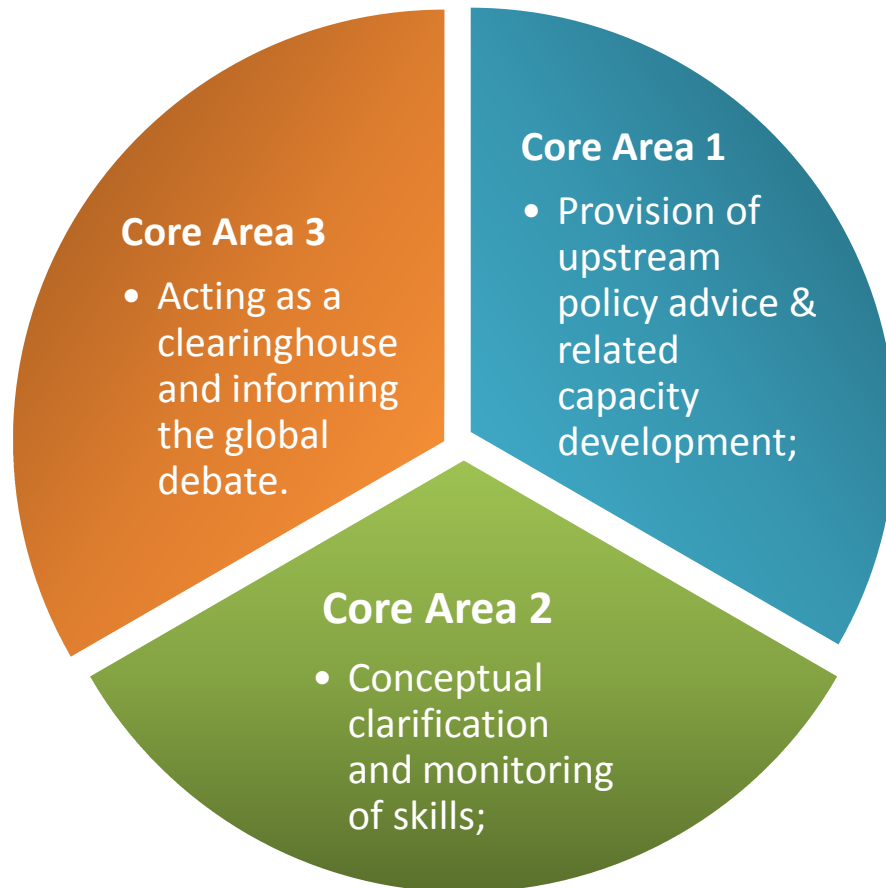 Core Area 1
• Provision of
upstream
policy advice &
related
capacity
development;
Core Area 2
• Conceptual
clarification
and monitoring
of skills;
Core Area 3
• Acting as a
clearinghouse
and informing
the global
debate.